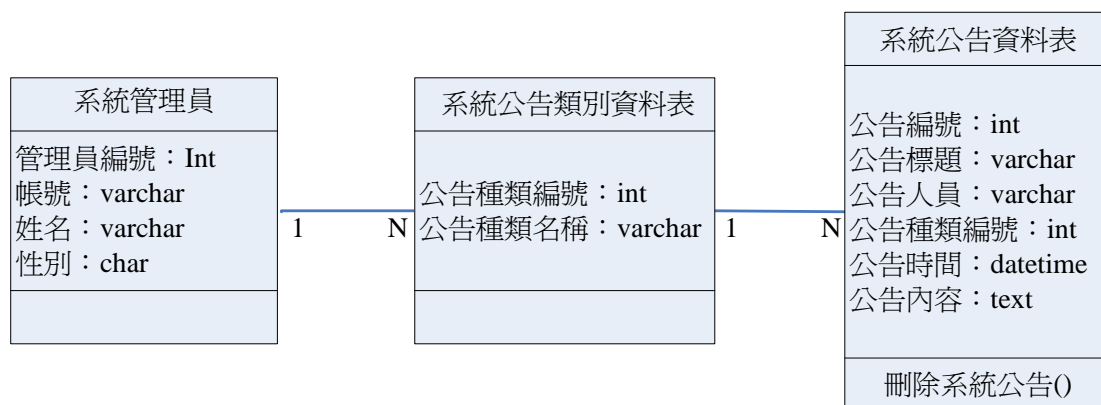 系統管理員
管理員編號：Int
帳號：varchar
姓名：varchar
性別：char
1
N
系統公告類別資料表
公告種類編號：int
公告種類名稱：varchar
1
N
系統公告資料表
公告編號：int
公告標題：varchar
公告人員：varchar
公告種類編號：int
公告時間：datetime
公告內容：text
刪除系統公告()